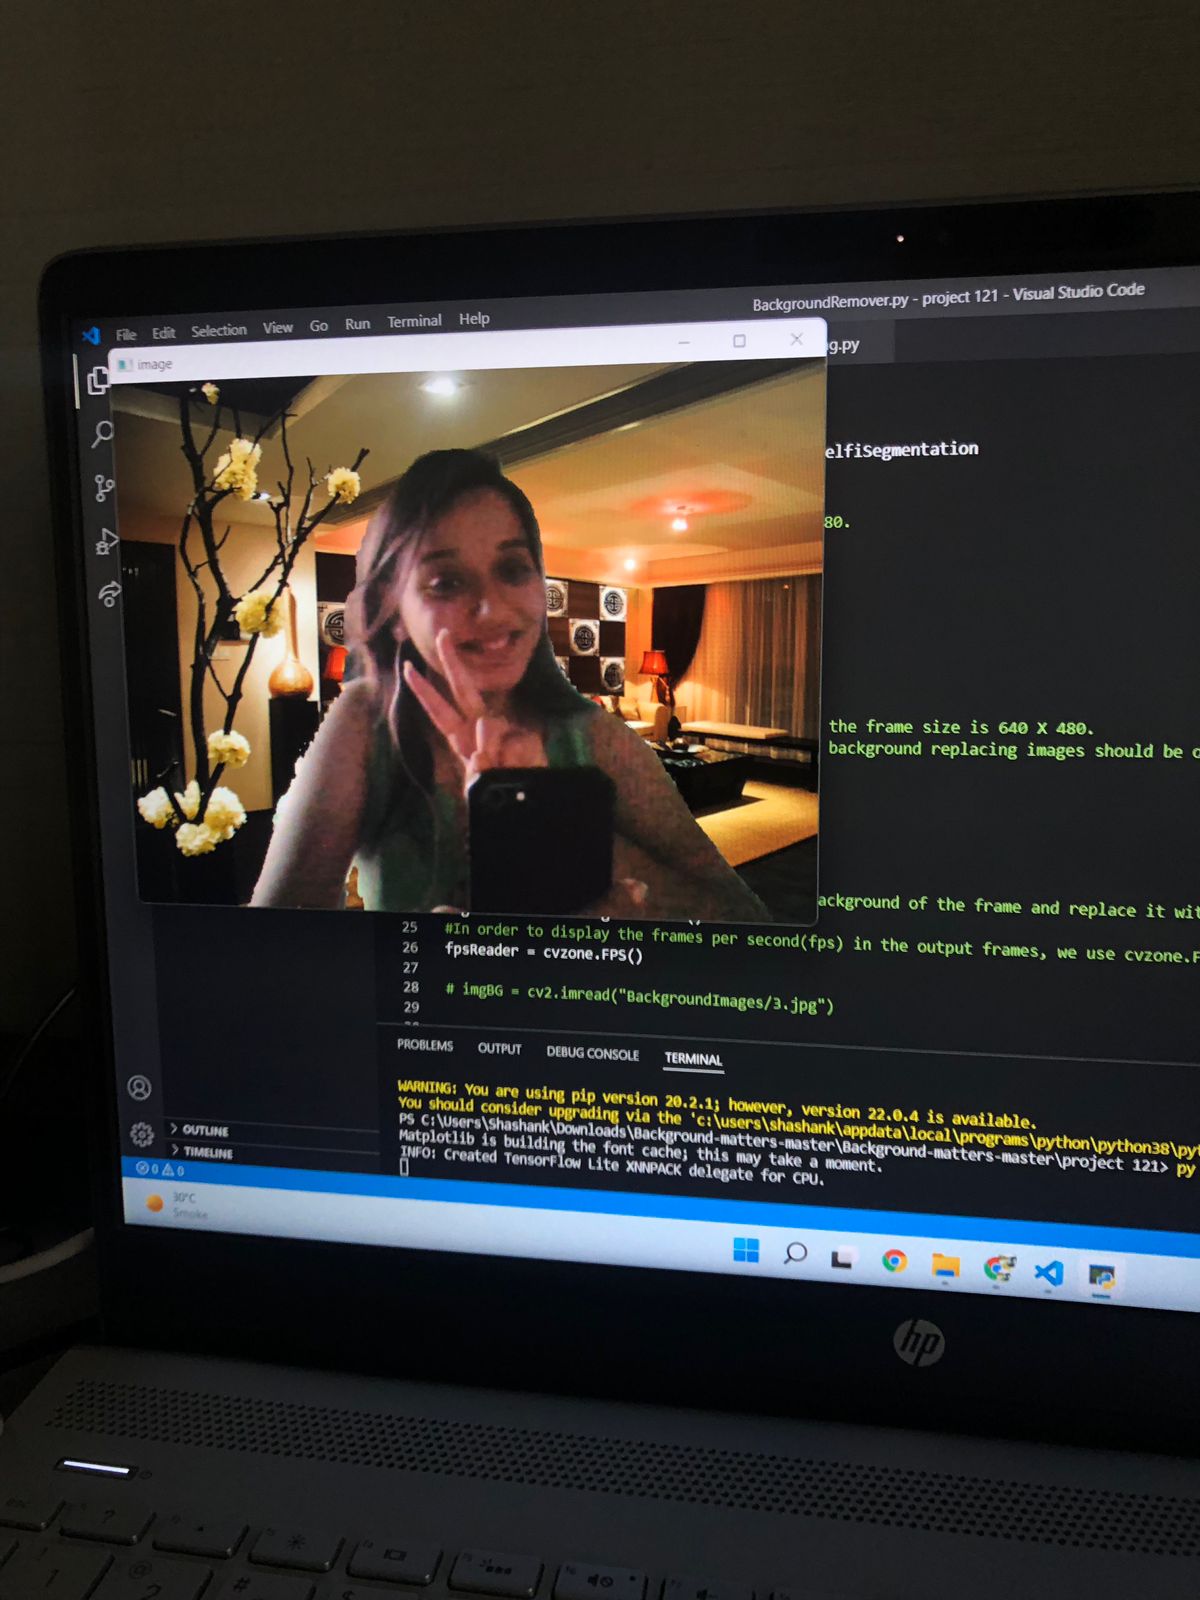 BackgroundRemover.py - project 121 - Visual Studio Code
File Edit Selection View Go Run Terminal Help
image
g.py
elfiSegmentation
80.
the frame size is 640 X 480.
background replacing images should be o
ackground of the frame and replace it wit
25 #In order to display the frames per second(fps) in the output frames, we use cvzone.F
26 fpsReader = cvzone.FPS()
27
28 # imgBG = cv2.imread("BackgroundImages/3.jpg")
29
PROBLEMS OUTPUT DEBUG CONSOLE TERMINAL
WARNING: You are using pip version 20.2.1; however, version 22.0.4 is available.
You should consider upgrading via the 'c:\users\shashank\appdata\local\programs\python\python38\pyt
PS C:\Users\Shashank\Downloads\Background-matters-master\Background-matters-master\project 121> py
Matplotlib is building the font cache; this may take a moment.
INFO: Created TensorFlow Lite XNNPACK delegate for CPU.
OUTLINE
TIMELINE
0 0
30°C
Smoke
hp